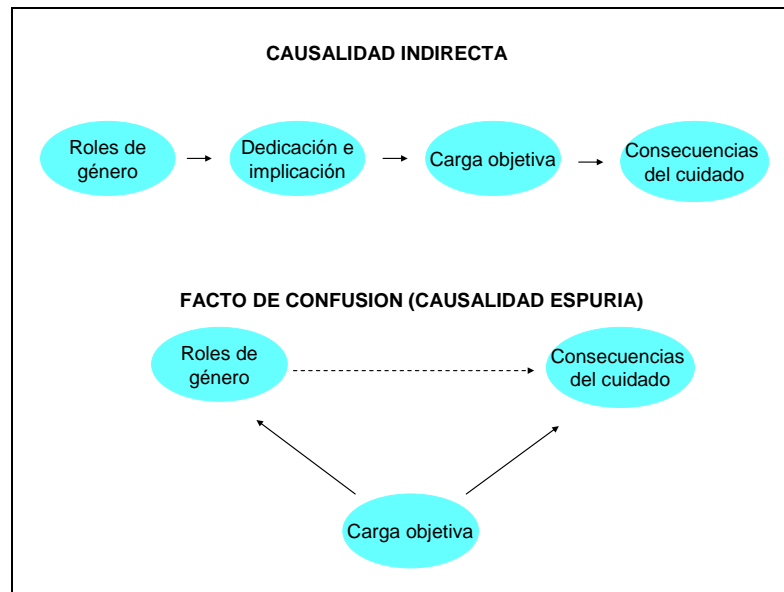 CAUSALIDAD INDIRECTA
Roles de
género
Dedicación e
implicación
Carga objetiva
Consecuencias
del cuidado
FACTO DE CONFUSION (CAUSALIDAD ESPURIA)
Roles de
género
Consecuencias
del cuidado
Carga objetiva